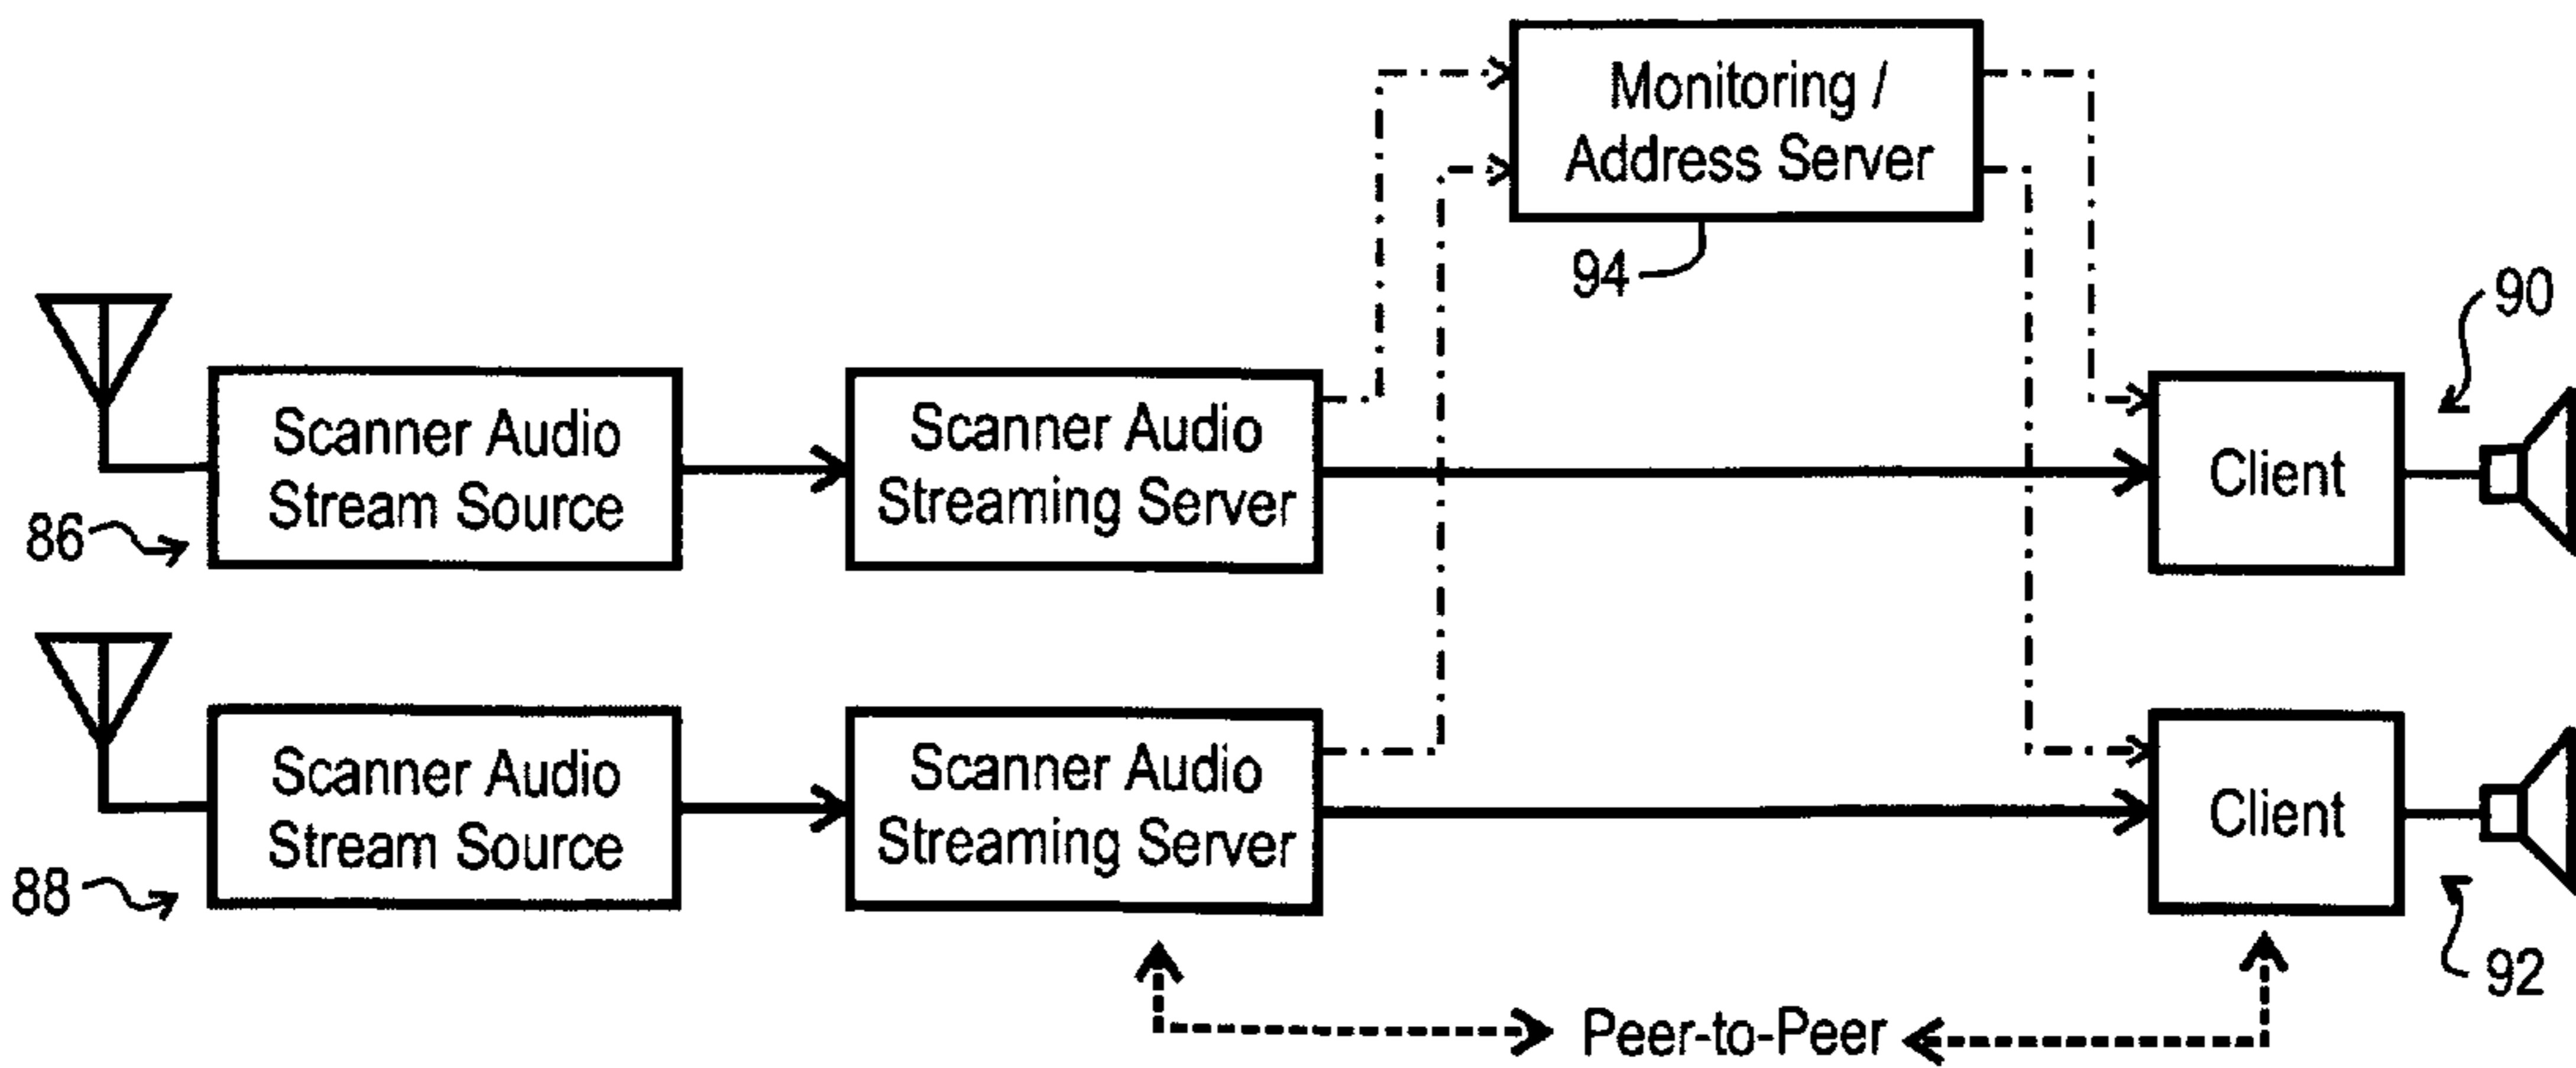 Monitoring /
Address Server
94
90
Scanner Audio
Stream Source
86
Scanner Audio
Streaming Server
Client
Scanner Audio
Stream Source
88
Scanner Audio
Streaming Server
Client
92
Peer-to-Peer